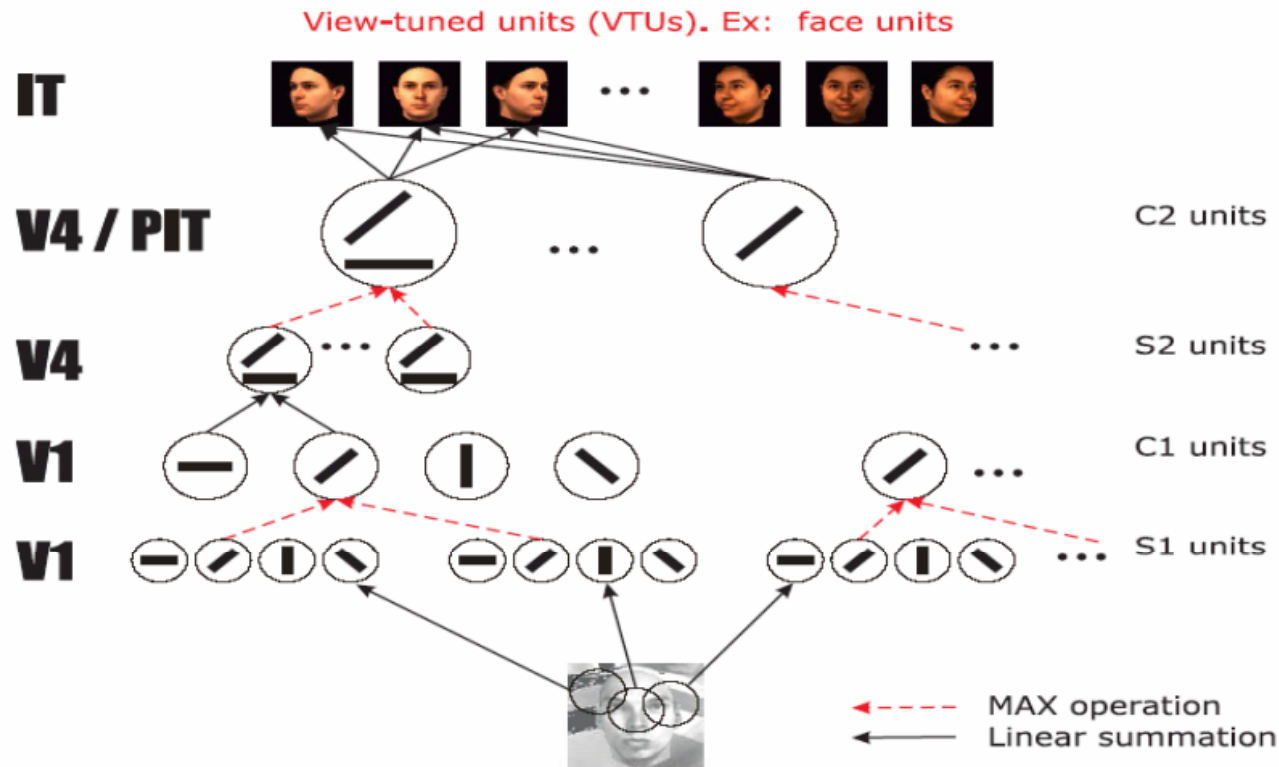 View-tuned units (VTUs). Ex: face units
IT
V4 / PIT
C2 units
V4
S2 units
V1
C1 units
V1
S1 units
MAX operation
Linear summation